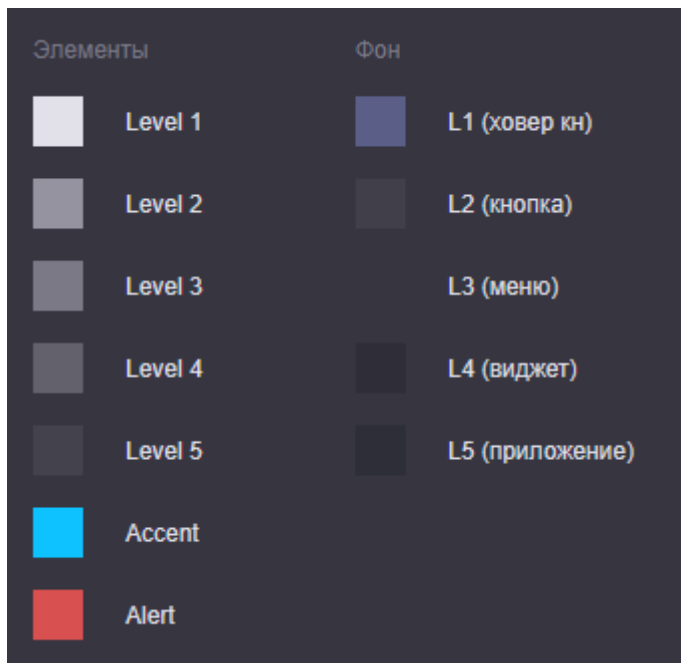 Элементы
Фон
Level 1
L1 (ховер кн)
Level 2
L2 (кнопка)
Level 3
L3 (меню)
Level 4
L4 (виджет)
Level 5
L5 (приложение)
Accent
Alert